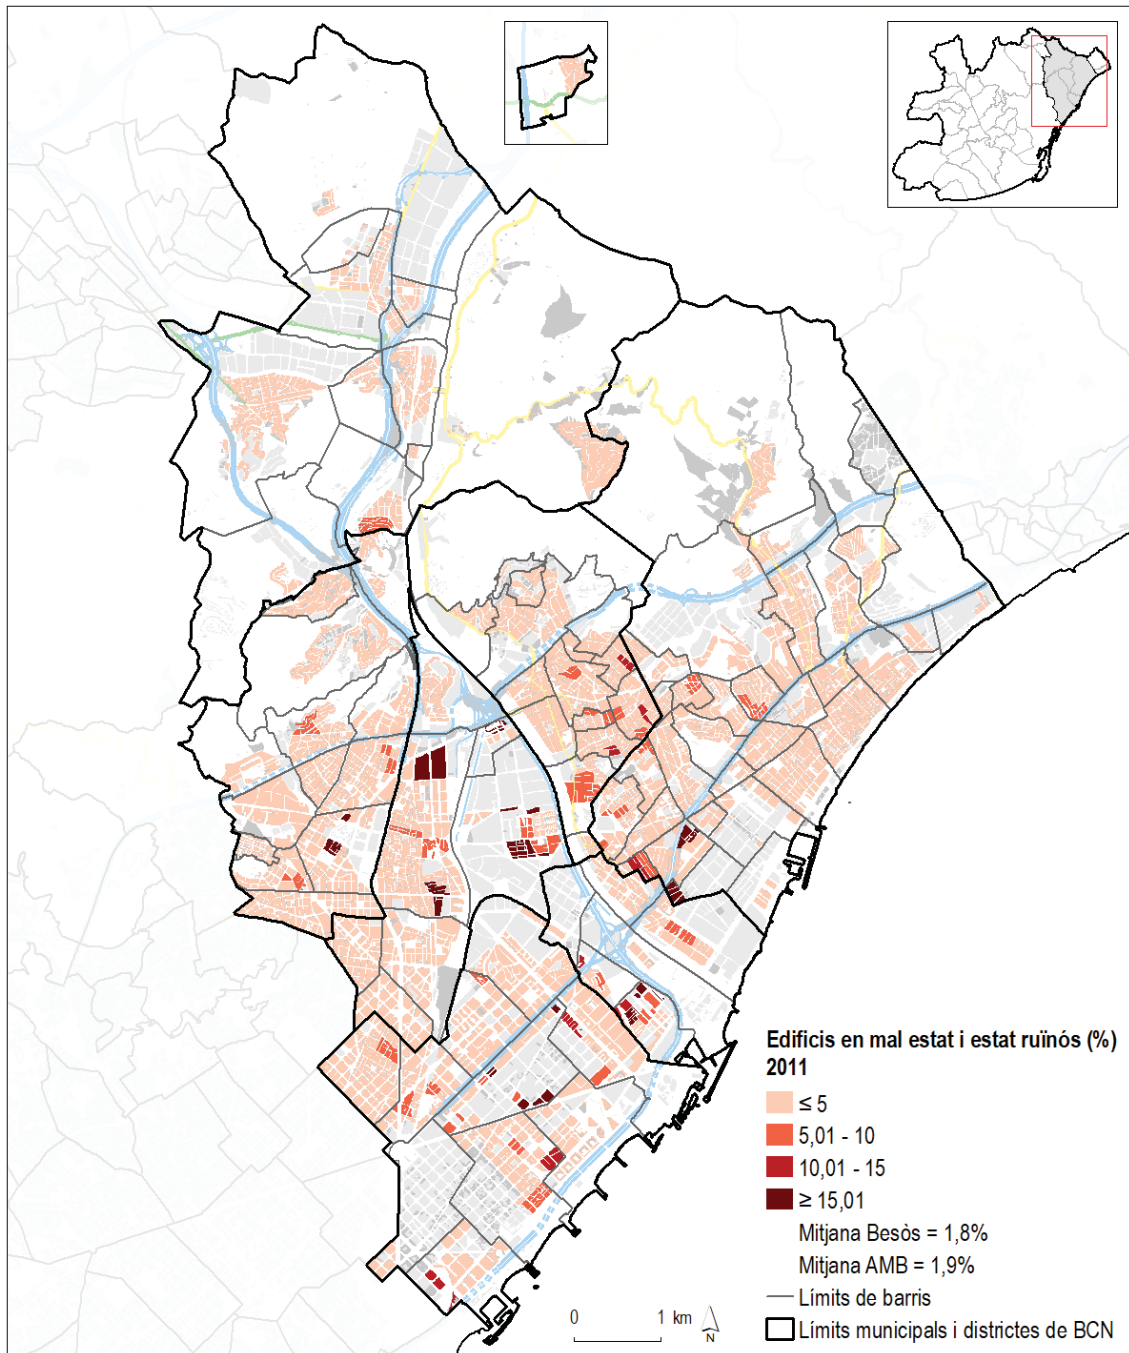 Edificis en mal estat i estat ruïnós (%)
2011
≤ 5
5,01 - 10
10,01 - 15
≥ 15,01
Mitjana Besòs = 1,8%
Mitjana AMB = 1,9%
Límits de barris
Límits municipals i districtes de BCN
0 1 km
N